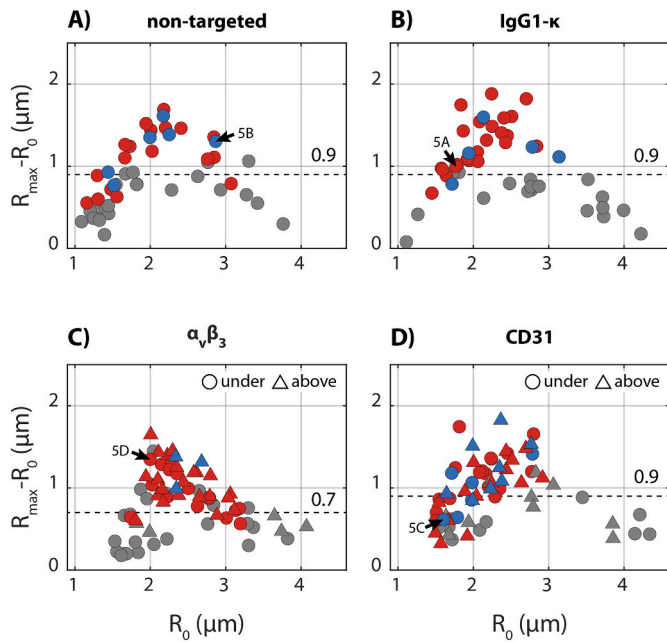 A) non-targeted
B) IgG1-κ
Rmax-R0 (μm)
2
1
0
0.9
5B
1 2 3 4
0.9
5A
2
1
0
1 2 3 4
C) αvβ3
D) CD31
Rmax-R0 (μm)
2
1
0
under above
5D
0.7
1 2 3 4
R0 (μm)
under above
0.9
5C
2
1
0
1 2 3 4
R0 (μm)